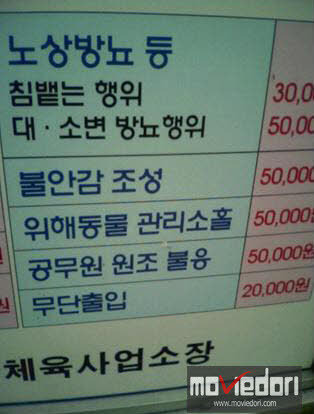 노상방뇨 등
침뱉는 행위 30,0
대·소변 방뇨행위 50,00
불안감 조성 50,000
위해동물 관리소홀 50,000원
공무원 원조 불응 50,000원
무단출입 20,000원
체육사업소장
moviedori
www.moviedori.com